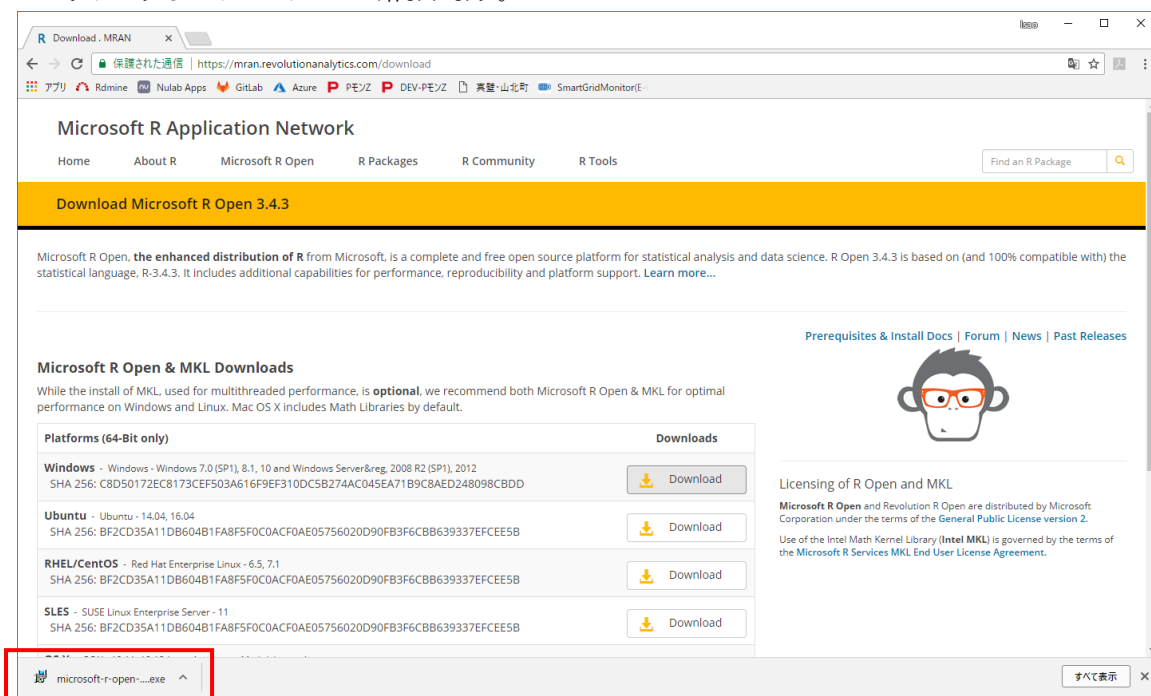 R Download . MRAN
保護された通信 | https://mran.revolutionanalytics.com/download
アプリ Rdmine Nulab Apps GitLab Azure PモンZ DEV-PモンZ 真壁・山北町 SmartGridMonitor(E-
Microsoft R Application Network
Home About R Microsoft R Open R Packages R Community R Tools
Find an R Package
Download Microsoft R Open 3.4.3
Microsoft R Open, the enhanced distribution of R from Microsoft, is a complete and free open source platform for statistical analysis and data science. R Open 3.4.3 is based on (and 100% compatible with) the
statistical language, R-3.4.3. It includes additional capabilities for performance, reproducibility and platform support. Learn more...
Prerequisites & Install Docs | Forum | News | Past Releases
Microsoft R Open & MKL Downloads
While the install of MKL, used for multithreaded performance, is optional, we recommend both Microsoft R Open & MKL for optimal
performance on Windows and Linux. Mac OS X includes Math Libraries by default.
Platforms (64-Bit only) Downloads
Windows - Windows - Windows 7.0 (SP1), 8.1, 10 and Windows Server&reg, 2008 R2 (SP1), 2012
SHA 256: C8D50172EC8173CEF503A616F9EF310DC5B274AC045EA71B9C8AED248098CBDD
Download
Ubuntu - Ubuntu - 14.04, 16.04
SHA 256: BF2CD35A11DB604B1FA8F5F0C0ACF0AE05756020D90FB3F6CBB639337EFCEE5B
Download
RHEL/CentOS - Red Hat Enterprise Linux - 6.5, 7.1
SHA 256: BF2CD35A11DB604B1FA8F5F0C0ACF0AE05756020D90FB3F6CBB639337EFCEE5B
Download
SLES - SUSE Linux Enterprise Server - 11
SHA 256: BF2CD35A11DB604B1FA8F5F0C0ACF0AE05756020D90FB3F6CBB639337EFCEE5B
Download
Licensing of R Open and MKL
Microsoft R Open and Revolution R Open are distributed by Microsoft
Corporation under the terms of the General Public License version 2.
Use of the Intel Math Kernel Library (Intel MKL) is governed by the terms of
the Microsoft R Services MKL End User License Agreement.
microsoft-r-open-....exe
すべて表示